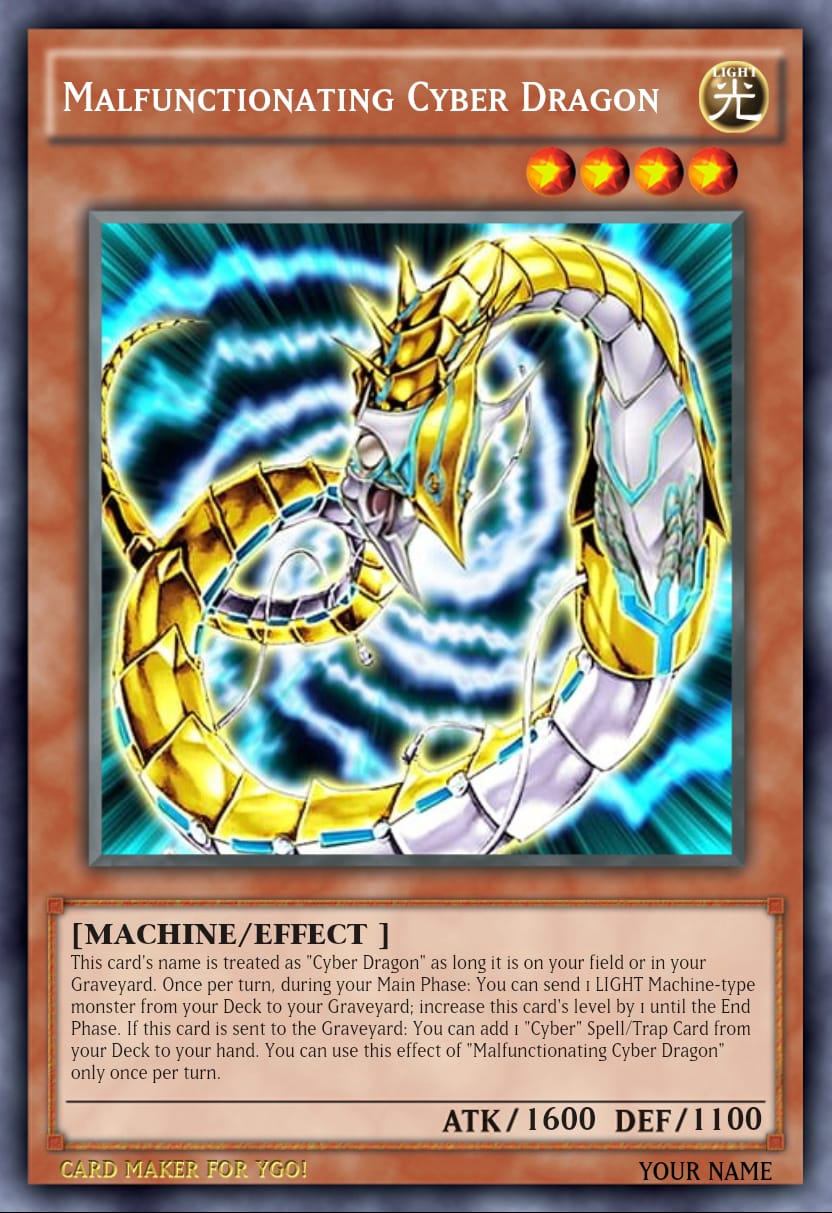 Malfunctionating Cyber Dragon
LIGHT
光
[MACHINE/EFFECT ]
This card's name is treated as "Cyber Dragon" as long it is on your field or in your
Graveyard. Once per turn, during your Main Phase: You can send 1 LIGHT Machine-type
monster from your Deck to your Graveyard; increase this card's level by 1 until the End
Phase. If this card is sent to the Graveyard: You can add 1 "Cyber" Spell/Trap Card from
your Deck to your hand. You can use this effect of "Malfunctionating Cyber Dragon"
only once per turn.
ATK/1600 DEF/1100
CARD MAKER FOR YGO!
YOUR NAME